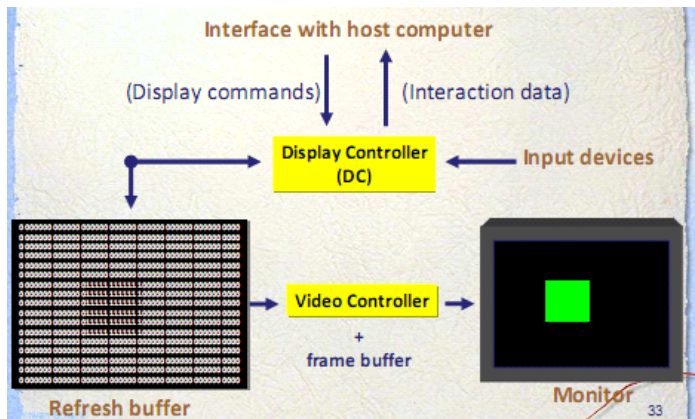 Interface with host computer
(Display commands)
(Interaction data)
Display Controller
(DC)
Input devices
Video Controller
+
frame buffer
Refresh buffer
Monitor
33